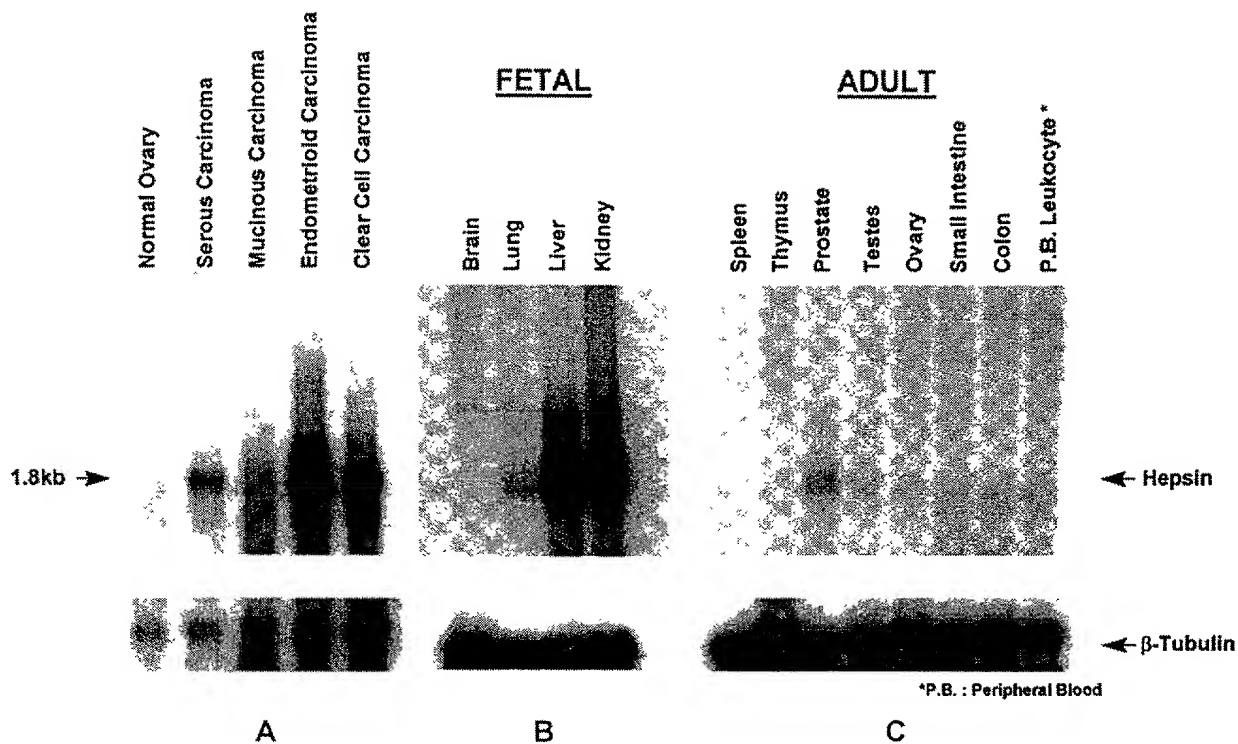 Normal Ovary
Serous Carcinoma
Mucinous Carcinoma
Endometrioid Carcinoma
Clear Cell Carcinoma
FETAL
Brain
Lung
Liver
Kidney
ADULT
Spleen
Thymus
Prostate
Testes
Ovary
Small Intestine
Colon
P.B. Leukocyte *
1.8kb
Hepsin
β-Tubulin
*P.B. : Peripheral Blood
A
B
C